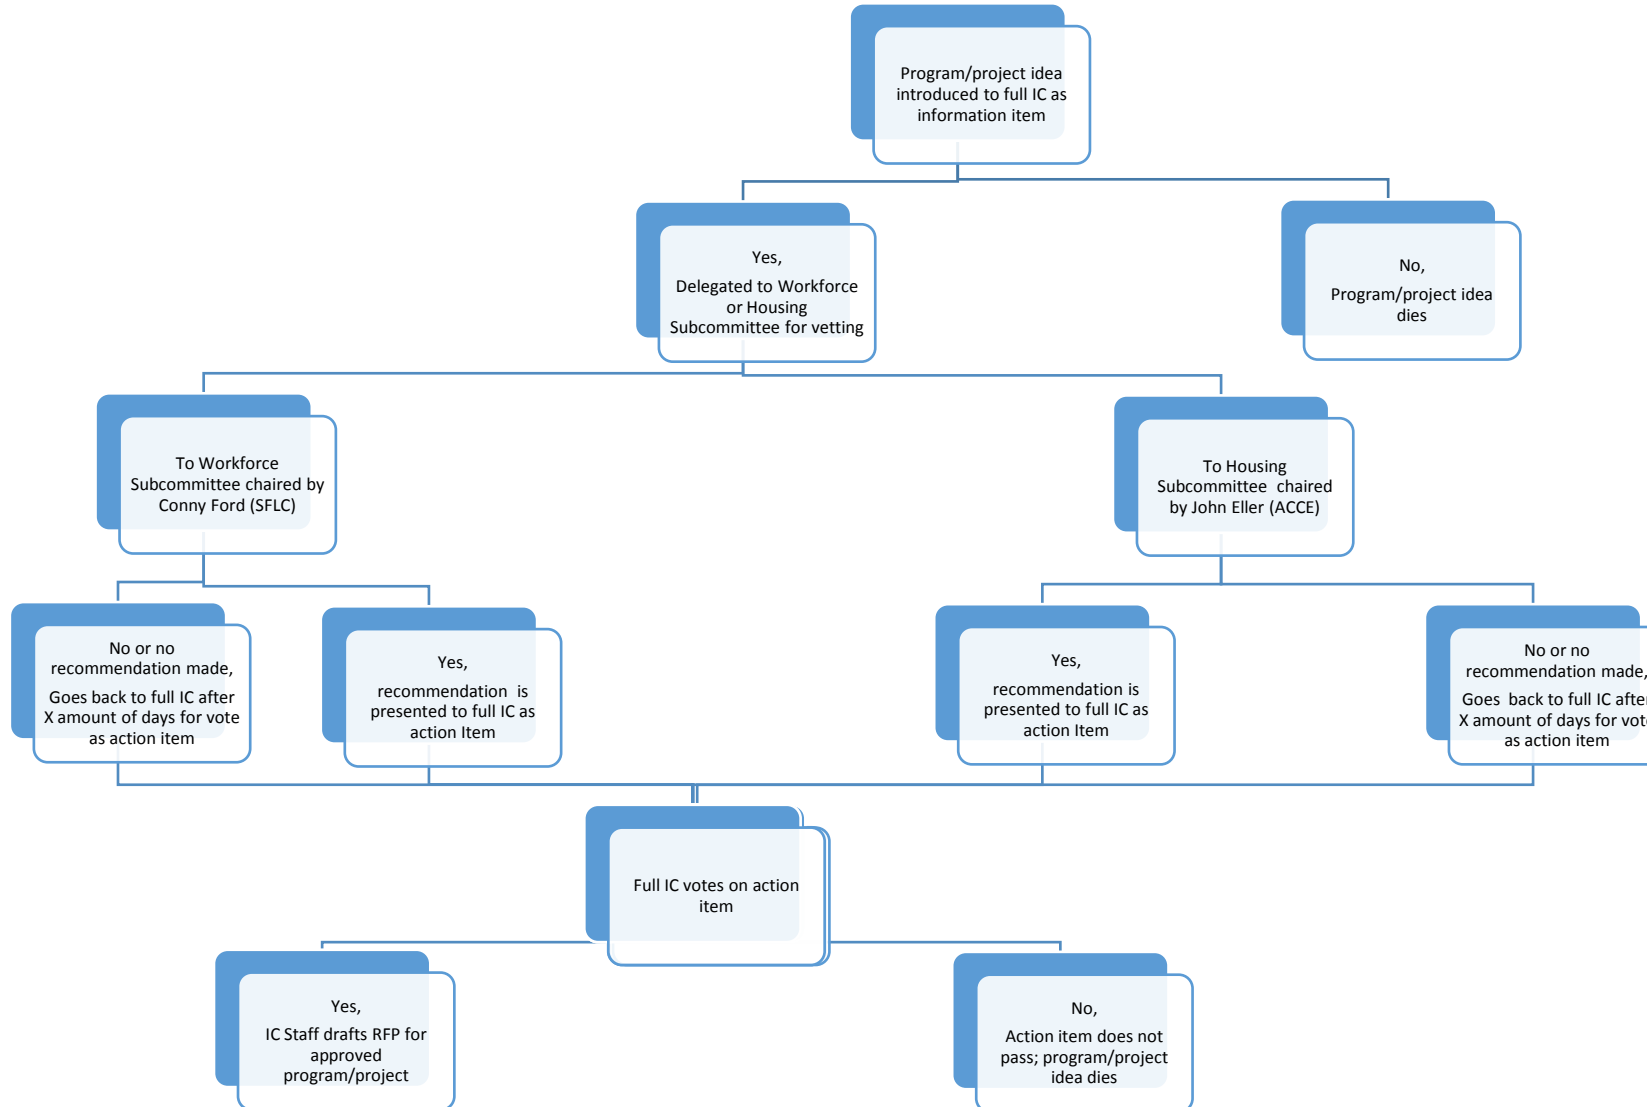 Program/project idea
introduced to full IC as
information item
Yes,
Delegated to Workforce
or Housing
Subcommittee for vetting
No,
Program/project idea
dies
To Workforce
Subcommittee chaired by
Conny Ford (SFLC)
To Housing
Subcommittee chaired
by John Eller (ACCE)
No or no
recommendation made,
Goes back to full IC after
X amount of days for vote
as action item
Yes,
recommendation is
presented to full IC as
action Item
Yes,
recommendation is
presented to full IC as
action Item
No or no
recommendation made,
Goes back to full IC after
X amount of days for vote
as action item
Full IC votes on action
item
Yes,
IC Staff drafts RFP for
approved
program/project
No,
Action item does not
pass; program/project
idea dies